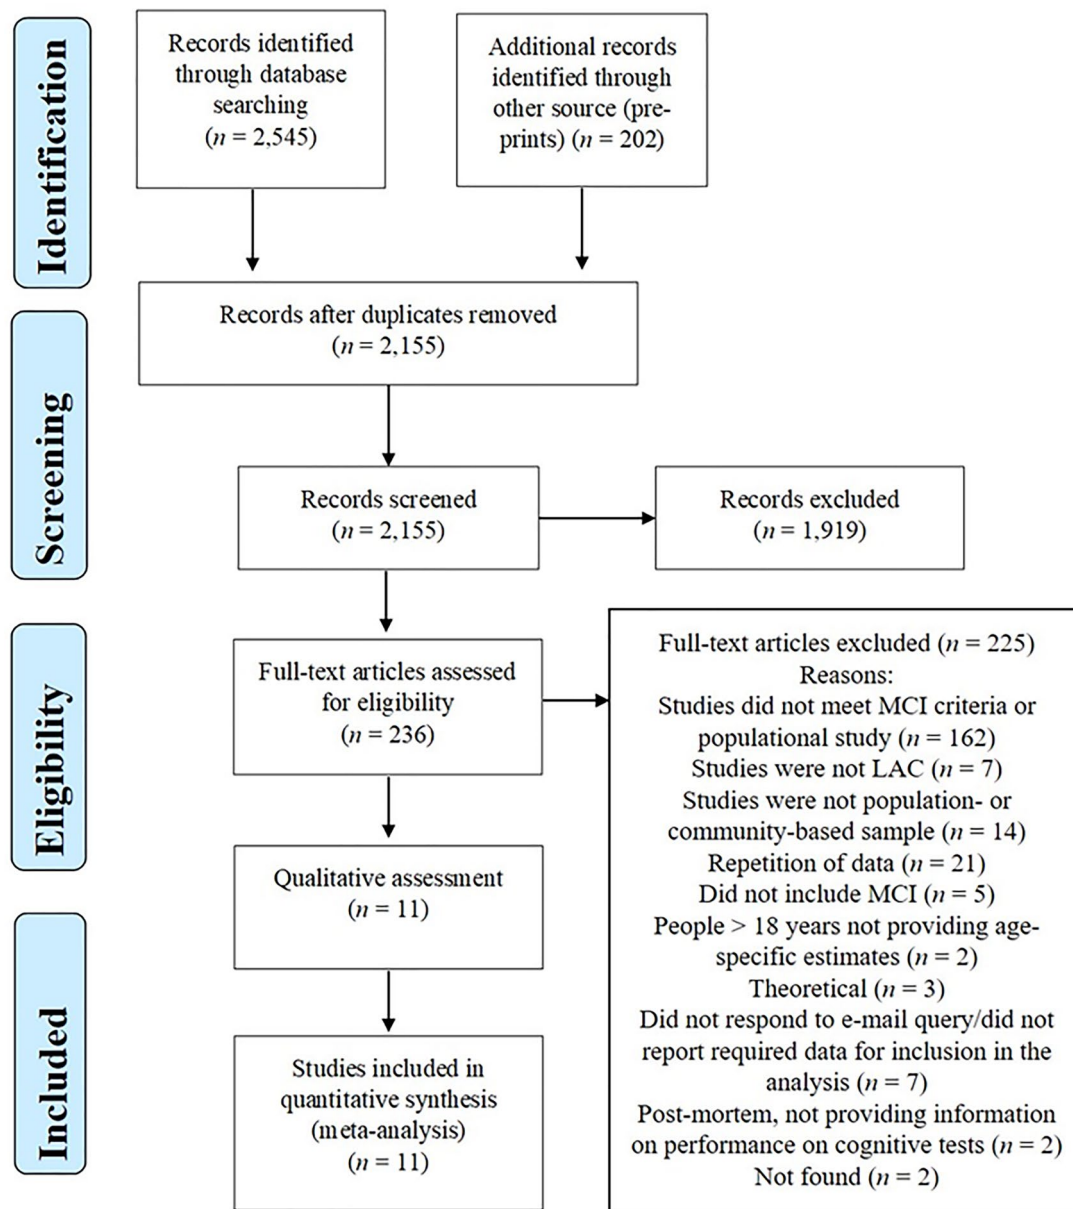 Identification
Records identified
through database
searching
(n = 2,545)
Additional records
identified through
other source (pre-
prints) (n = 202)
Records after duplicates removed
(n = 2,155)
Screening
Records screened
(n = 2,155)
Records excluded
(n = 1,919)
Eligibility
Full-text articles assessed
for eligibility
(n = 236)
Full-text articles excluded (n = 225)
Reasons:
Studies did not meet MCI criteria or
populational study (n = 162)
Studies were not LAC (n = 7)
Studies were not population- or
community-based sample (n = 14)
Repetition of data (n = 21)
Did not include MCI (n = 5)
People > 18 years not providing age-
specific estimates (n = 2)
Theoretical (n = 3)
Did not respond to e-mail query/did not
report required data for inclusion in the
analysis (n = 7)
Post-mortem, not providing information
on performance on cognitive tests (n = 2)
Not found (n = 2)
Qualitative assessment
(n = 11)
Included
Studies included in
quantitative synthesis
(meta-analysis)
(n = 11)